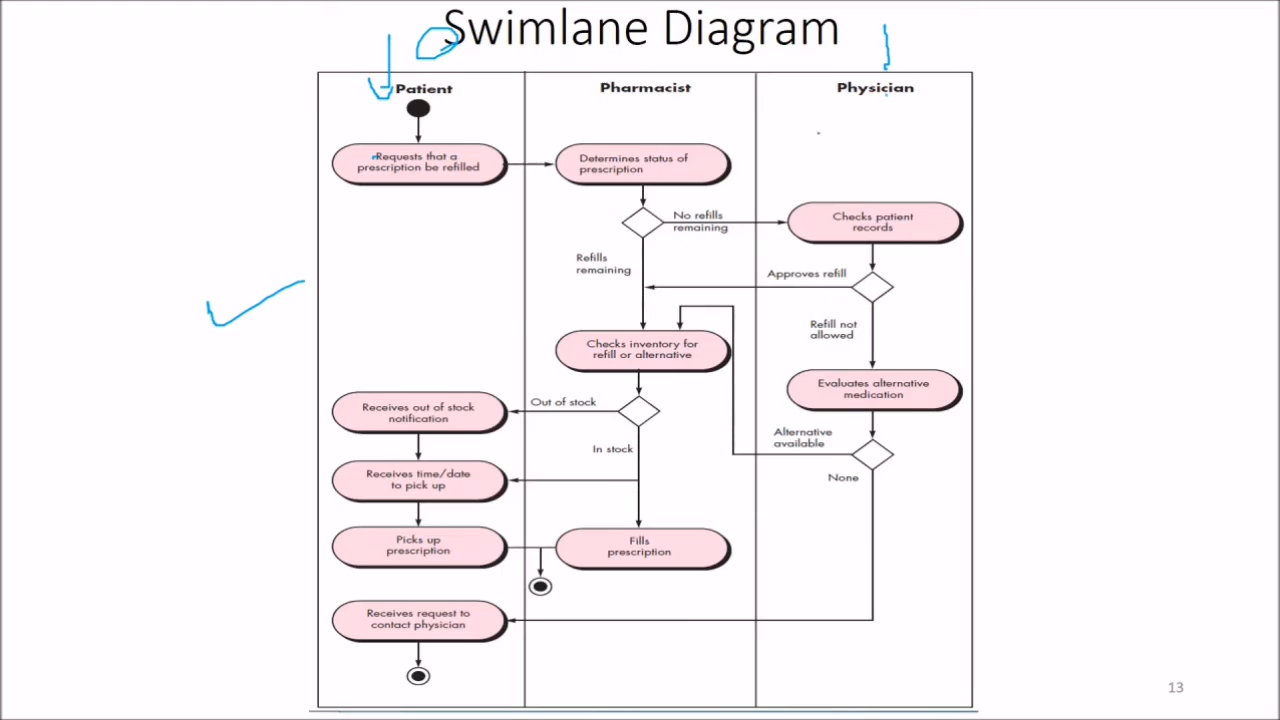 Swimlane Diagram
Patient
Pharmacist
Physician
Requests that a
prescription be refilled
Determines status of
prescription
No refills
remaining
Checks patient
records
Refills
remaining
Approves refill
Refill not
allowed
Checks inventory for
refill or alternative
Evaluates alternative
medication
Out of stock
Receives out of stock
notification
In stock
Alternative
available
None
Receives time/date
to pick up
Picks up
prescription
Fills
prescription
Receives request to
contact physician
13